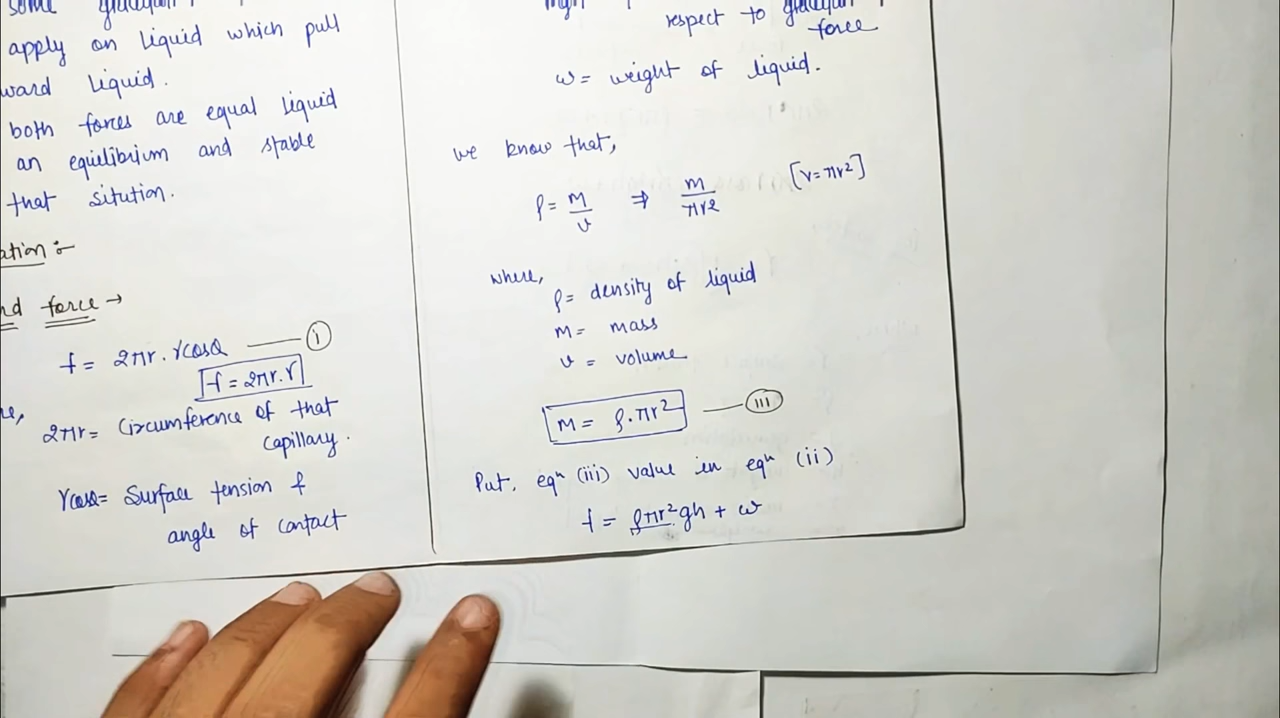 some
apply on liquid which pull
ward liquid.
both forces are equal liquid
an equilibrium and stable
that sitution.
ation :-
nd force →
f = 2πr. γcosθ —— (i)
f = 2πr. γ
2πr = Circumference of that
capillary.
γcosθ = Surface tension &
angle of contact
respect to
force
w = weight of liquid.
we know that,
ρ = m/v ⇒ m/πr² [v=πr²]
where,
ρ = density of liquid
m = mass
v = volume
m = ρ.πr² —— (iii)
Put, eqⁿ (iii) value in eqⁿ (ii)
f = ρπr²gh + w